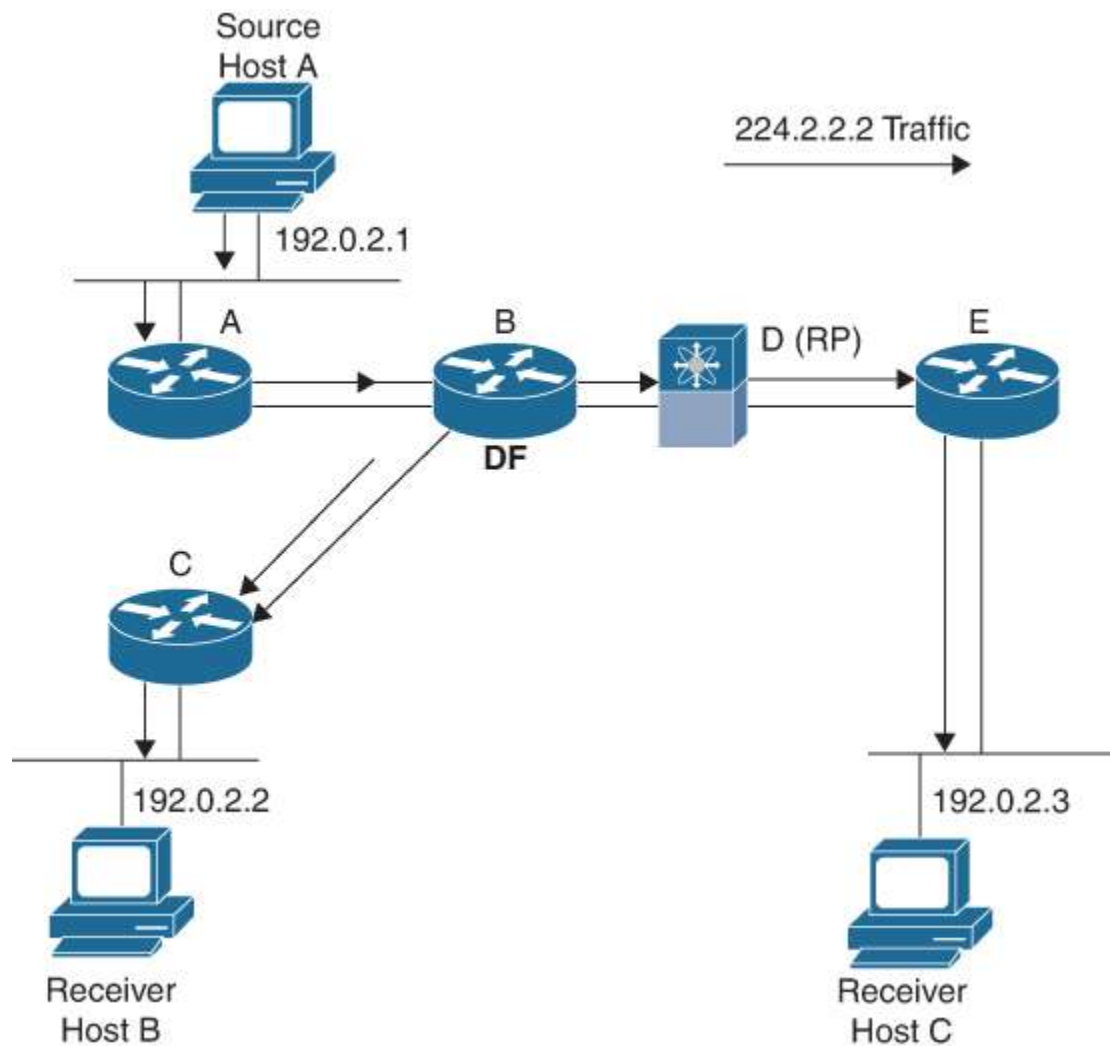 Source
Host A
224.2.2.2 Traffic
192.0.2.1
A
B
D (RP)
E
DF
C
192.0.2.2
192.0.2.3
Receiver
Host B
Receiver
Host C